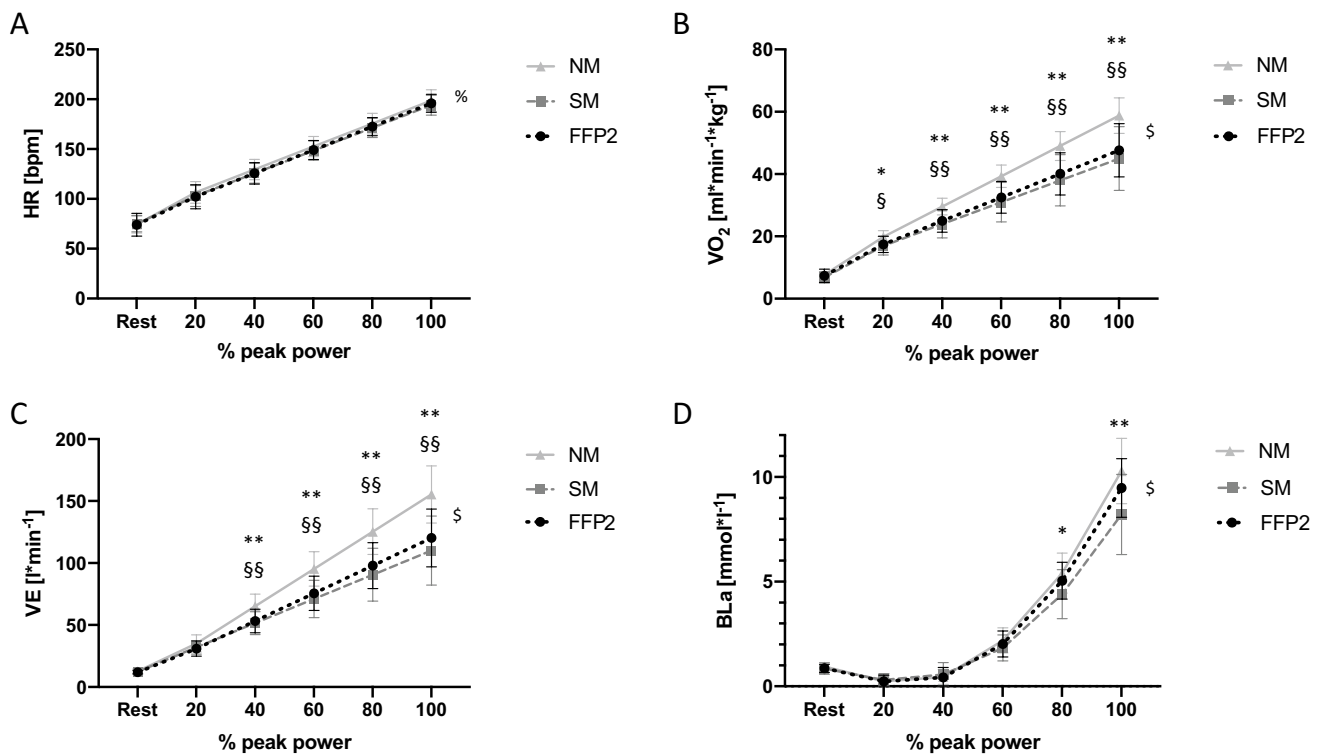 A
250
200
150
100
50
0
HR [bpm]
%
Rest 20 40 60 80 100
% peak power
NM
SM
FFP2
B
80
60
40
20
0
VO2 [ml*min-1*kg-1]
* ** ** ** **
§ §§ §§ §§ §§
$
Rest 20 40 60 80 100
% peak power
NM
SM
FFP2
C
200
150
100
50
0
VE [l*min-1]
** ** ** **
§§ §§ §§ §§
$
Rest 20 40 60 80 100
% peak power
NM
SM
FFP2
D
10
5
0
BLa [mmol*l-1]
* **
$
Rest 20 40 60 80 100
% peak power
NM
SM
FFP2